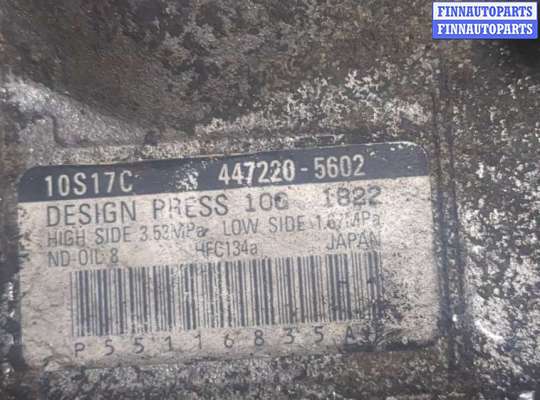 FINNAUTOPARTS
FINNAUTOPARTS
10S17C 447220-5602
DESIGN PRESS 10G 1822
HIGH SIDE 3.53MPa LOW SIDE 1.67MPa
ND-OIL 8 HFC134a JAPAN
P55116835A